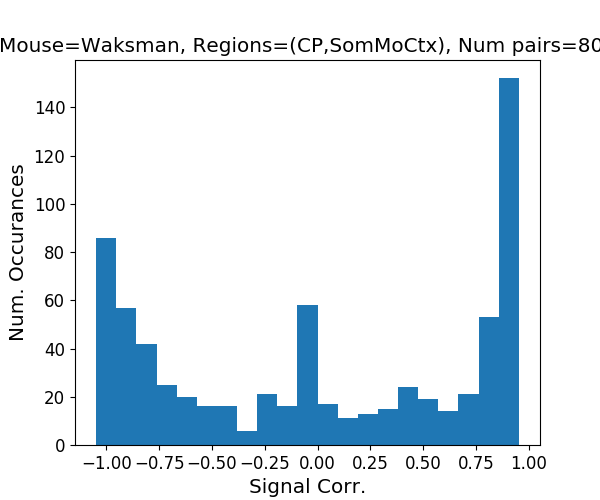 Mouse=Waksman, Regions=(CP,SomMoCtx), Num pairs=80
140
120
100
80
60
40
20
0
Num. Occurances
−1.00 −0.75 −0.50 −0.25 0.00 0.25 0.50 0.75 1.00
Signal Corr.